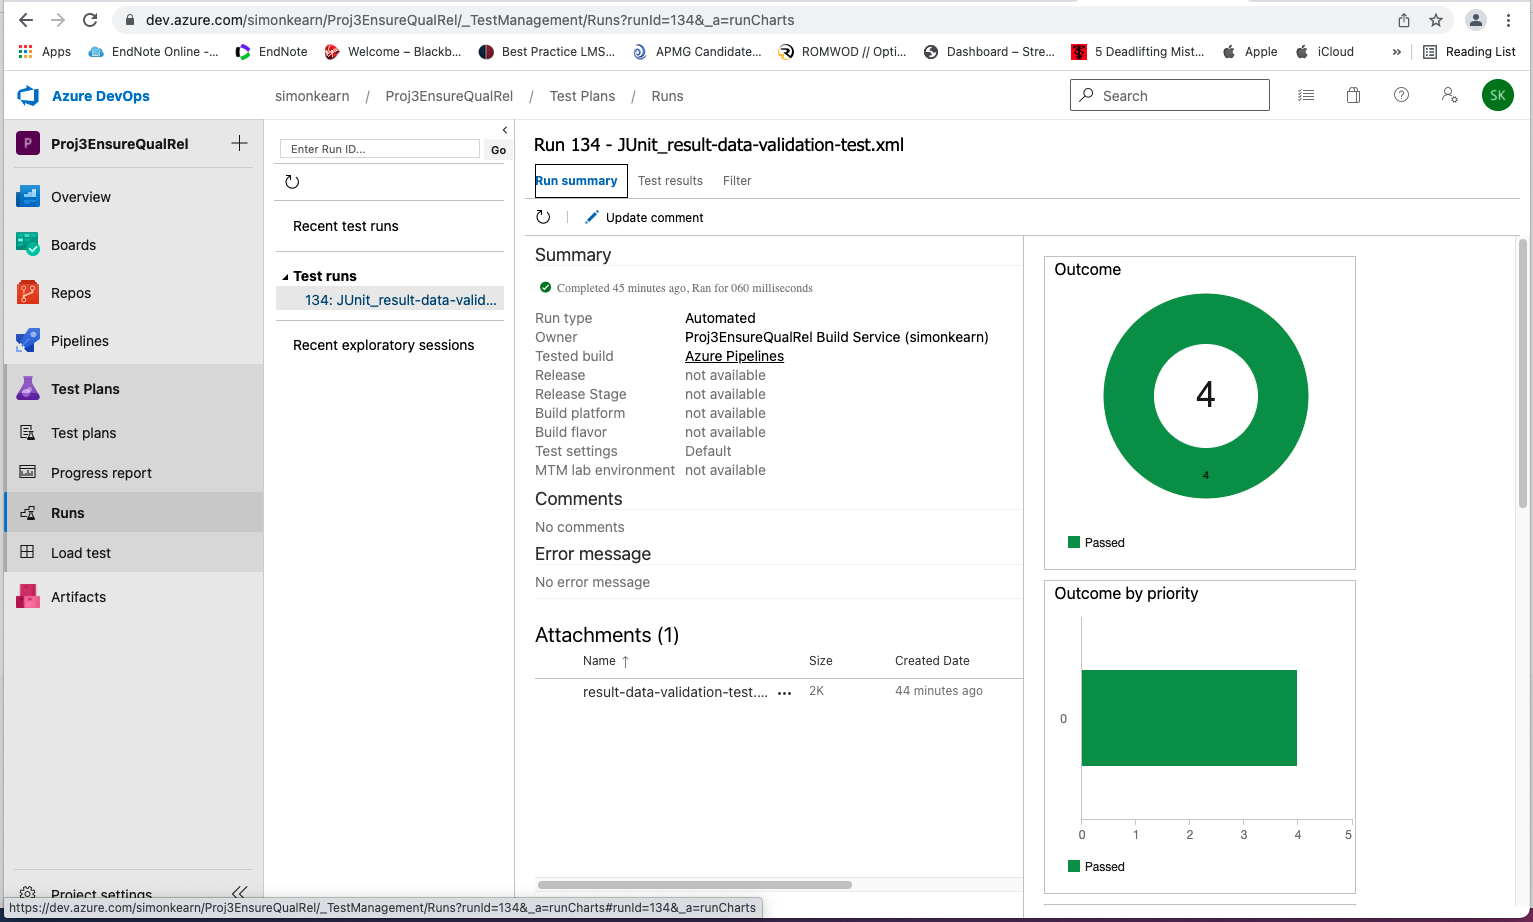 dev.azure.com/simonkearn/Proj3EnsureQualRel/_TestManagement/Runs?runId=134&_a=runCharts
Apps EndNote Online -... EndNote Welcome – Blackb... Best Practice LMS... APMG Candidate... ROMWOD // Opti... Dashboard – Stre... 5 Deadlifting Mist... Apple iCloud » Reading List
Azure DevOps simonkearn / Proj3EnsureQualRel / Test Plans / Runs Search SK
P Proj3EnsureQualRel
Overview
Boards
Repos
Pipelines
Test Plans
Test plans
Progress report
Runs
Load test
Artifacts
Project settings
Enter Run ID... Go
Recent test runs
Test runs
134: JUnit_result-data-valid...
Recent exploratory sessions
Run 134 - JUnit_result-data-validation-test.xml
Run summary Test results Filter
Update comment
Summary
Completed 45 minutes ago, Ran for 060 milliseconds
Run type Automated
Owner Proj3EnsureQualRel Build Service (simonkearn)
Tested build Azure Pipelines
Release not available
Release Stage not available
Build platform not available
Build flavor not available
Test settings Default
MTM lab environment not available
Comments
No comments
Error message
No error message
Attachments (1)
Name ↑ Size Created Date
result-data-validation-test.... ••• 2K 44 minutes ago
Outcome
4
4
Passed
Outcome by priority
0
0 1 2 3 4 5
Passed
https://dev.azure.com/simonkearn/Proj3EnsureQualRel/_TestManagement/Runs?runId=134&_a=runCharts#runId=134&_a=runCharts